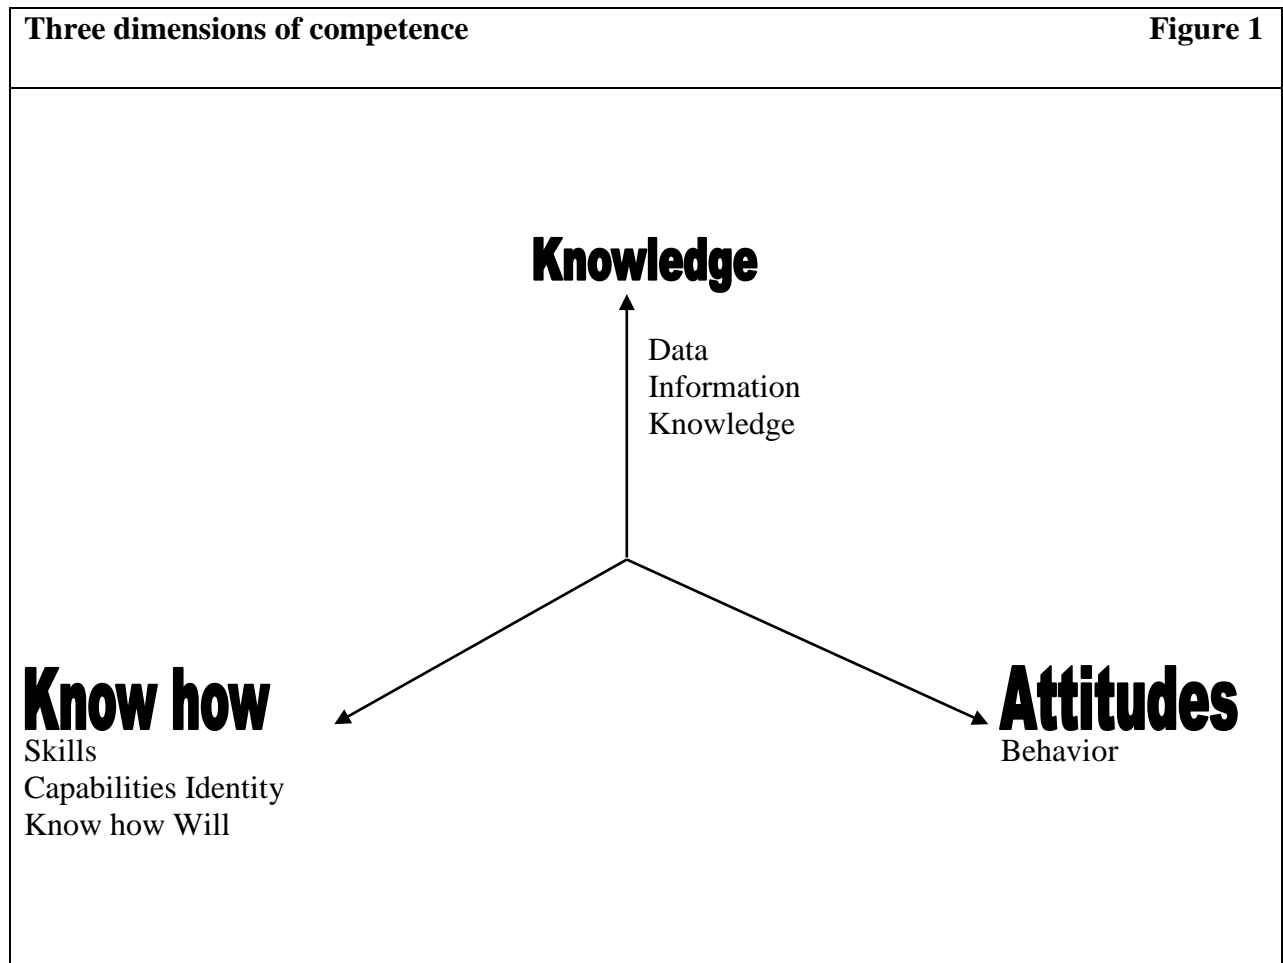 Three dimensions of competence Figure 1
Knowledge
Data
Information
Knowledge
Know how
Skills
Capabilities Identity
Know how Will
Attitudes
Behavior